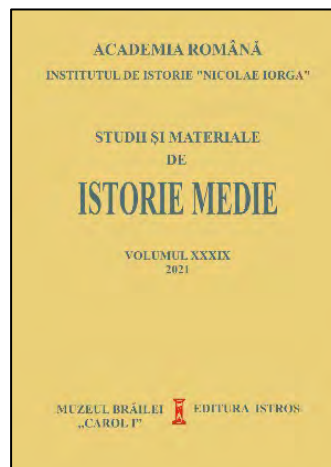 ACADEMIA ROMÂNĂ
INSTITUTUL DE ISTORIE "NICOLAE IORGA"
STUDII ȘI MATERIALE
DE
ISTORIE MEDIE
VOLUMUL XXXIX
2021
MUZEUL BRĂILEI EDITURA ISTROS
„CAROL I”